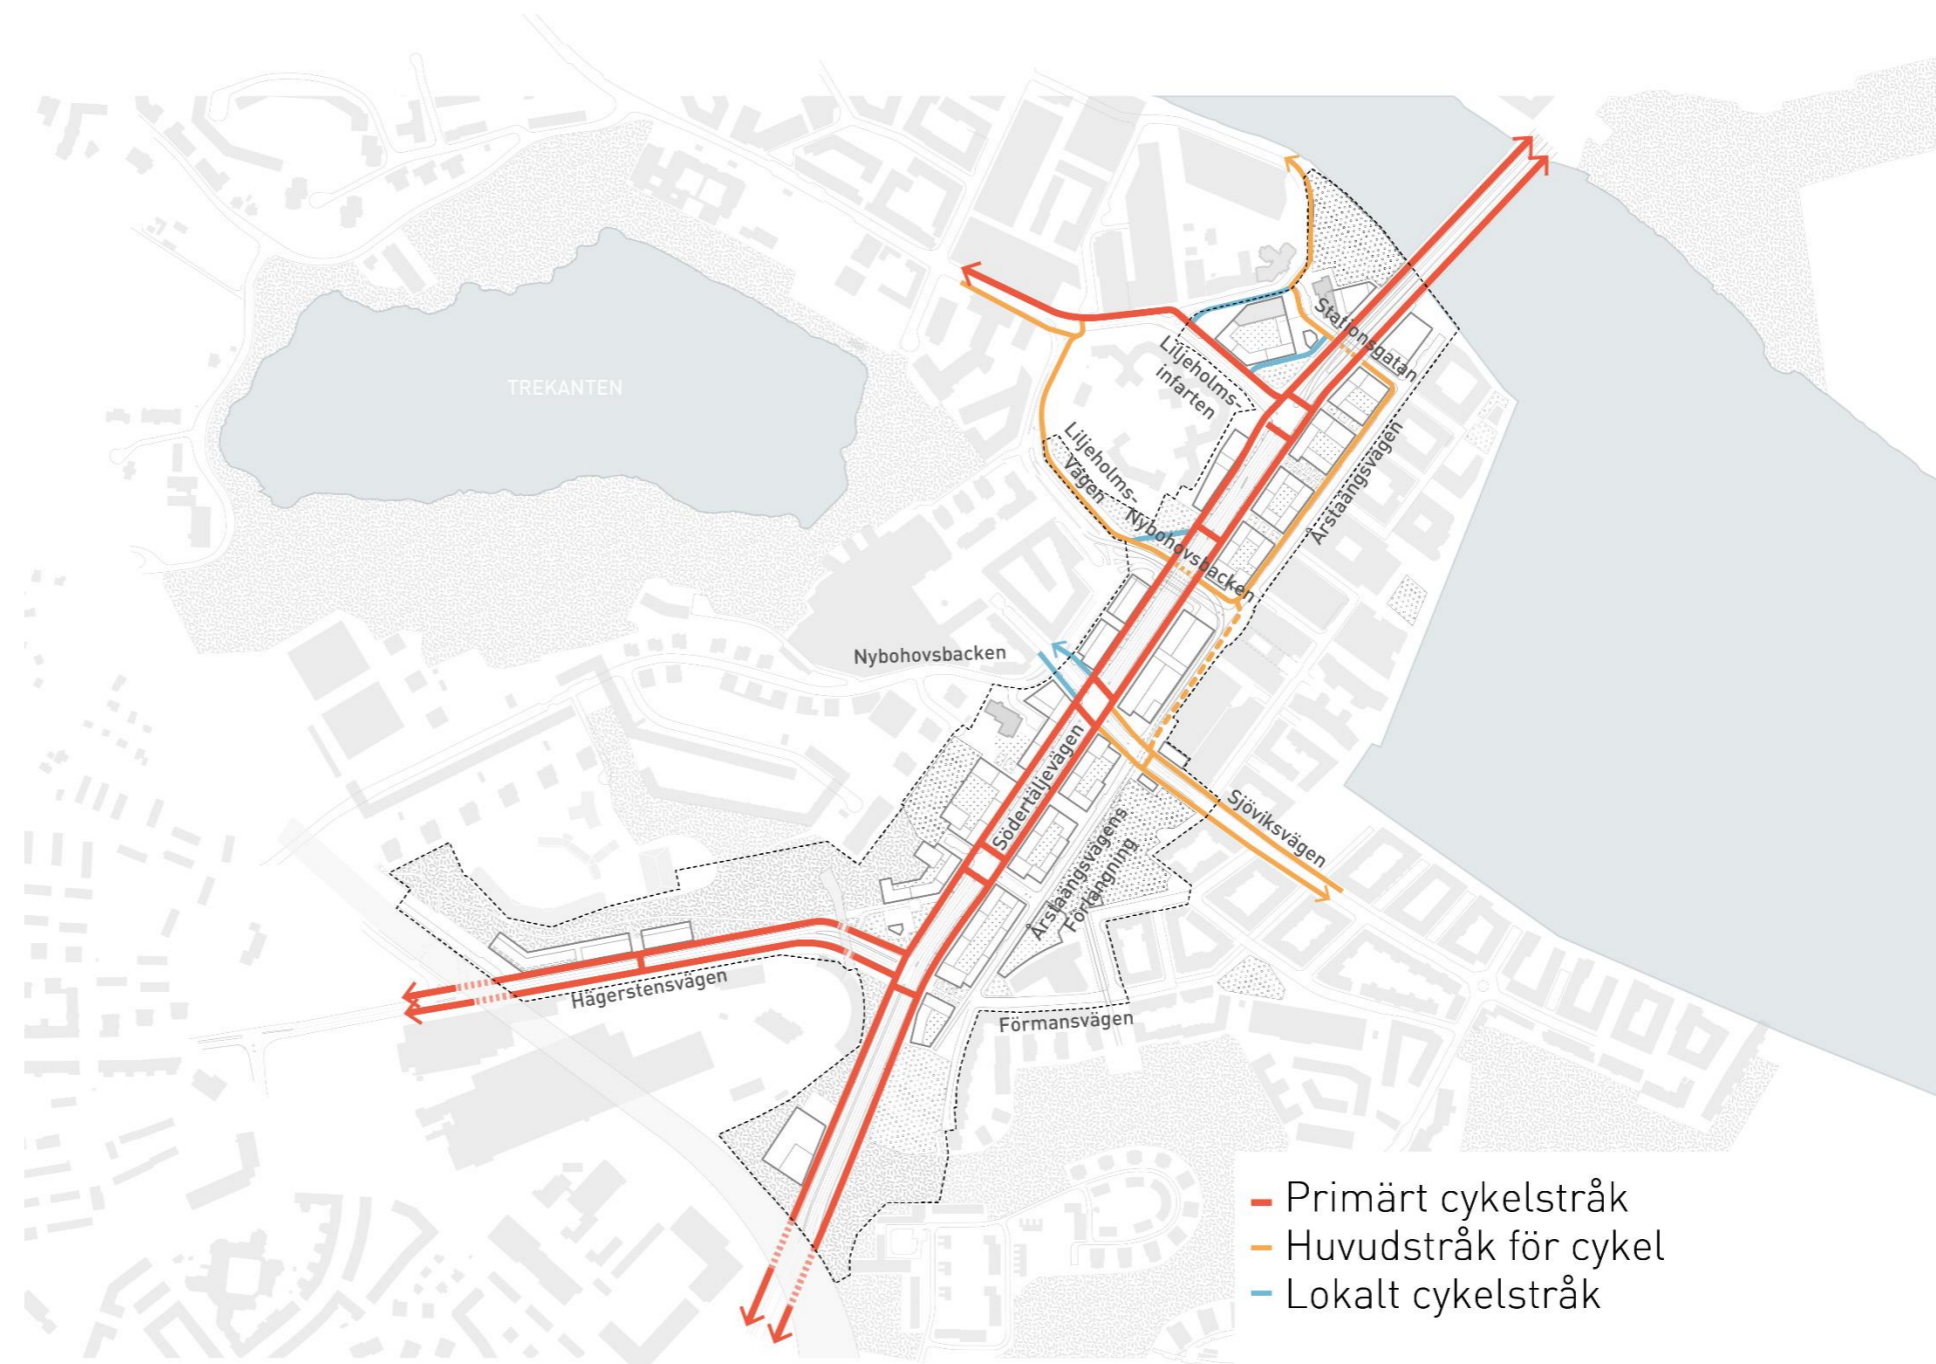 TREKANTEN
Stationsgatan
Liljeholms-
infarten
Liljeholms-
Vägen
Årstaängsvägen
Nybohovsbacken
Nybohovsbacken
Södertäljevägen
Sjöviksvägen
Årstaängsvägens
Förlängning
Hägerstensvägen
Förmansvägen
Primärt cykelstråk
Huvudstråk för cykel
Lokalt cykelstråk